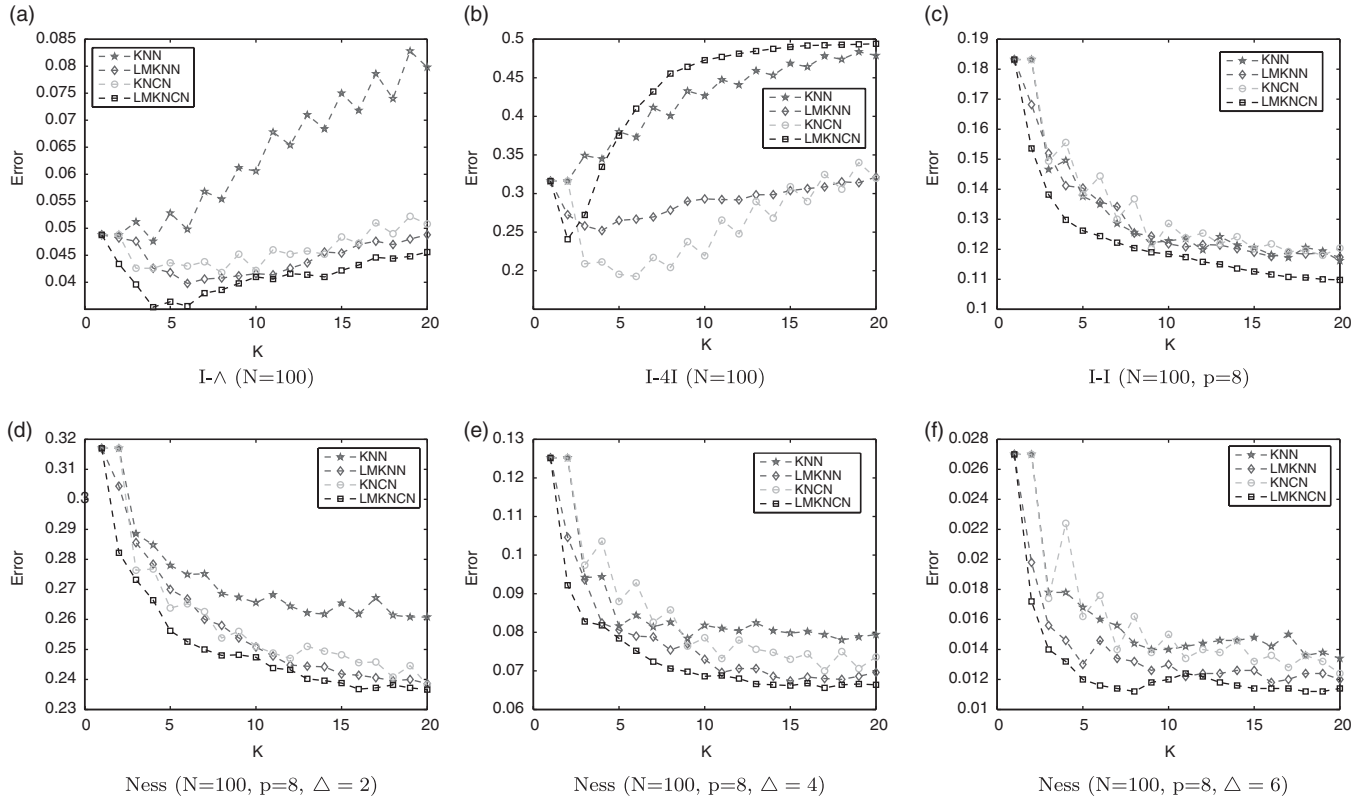 (a)
0.085
0.08
0.075
0.07
0.065
0.06
0.055
0.05
0.045
0.04
0 5 10 15 20
Error
K
KNN
LMKNN
KNCN
LMKNCN
I-∧ (N=100)
(b)
0.5
0.45
0.4
0.35
0.3
0.25
0.2
0 5 10 15 20
Error
K
KNN
LMKNN
KNCN
LMKNCN
I-4I (N=100)
(c)
0.19
0.18
0.17
0.16
0.15
0.14
0.13
0.12
0.11
0.1
0 5 10 15 20
Error
K
KNN
LMKNN
KNCN
LMKNCN
I-I (N=100, p=8)
(d)
0.32
0.31
0.3
0.29
0.28
0.27
0.26
0.25
0.24
0.23
0 5 10 15 20
Error
K
KNN
LMKNN
KNCN
LMKNCN
Ness (N=100, p=8, △ = 2)
(e)
0.13
0.12
0.11
0.1
0.09
0.08
0.07
0.06
0 5 10 15 20
Error
K
KNN
LMKNN
KNCN
LMKNCN
Ness (N=100, p=8, △ = 4)
(f)
0.028
0.026
0.024
0.022
0.02
0.018
0.016
0.014
0.012
0.01
0 5 10 15 20
Error
K
KNN
LMKNN
KNCN
LMKNCN
Ness (N=100, p=8, △ = 6)